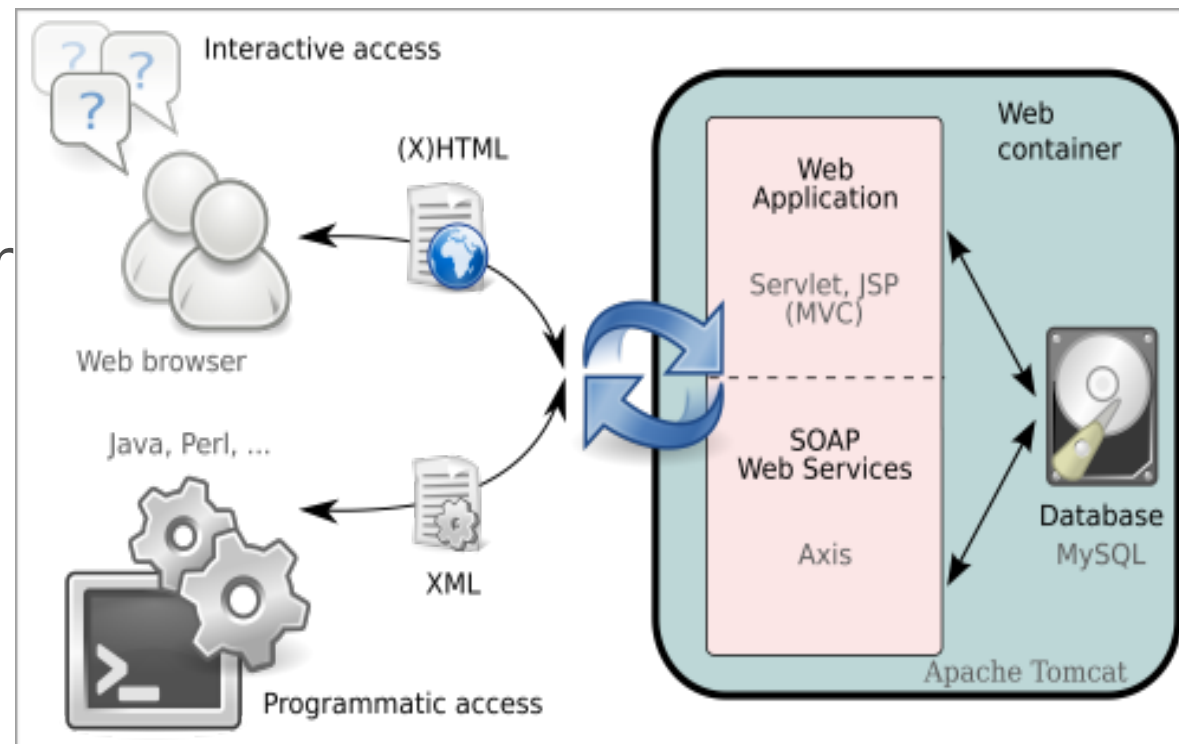 ? ? ?
Interactive access
(X)HTML
Web browser
Java, Perl, ...
XML
>_
Programmatic access
Web
container
Web
Application
Servlet, JSP
(MVC)
SOAP
Web Services
Axis
Database
MySQL
Apache Tomcat